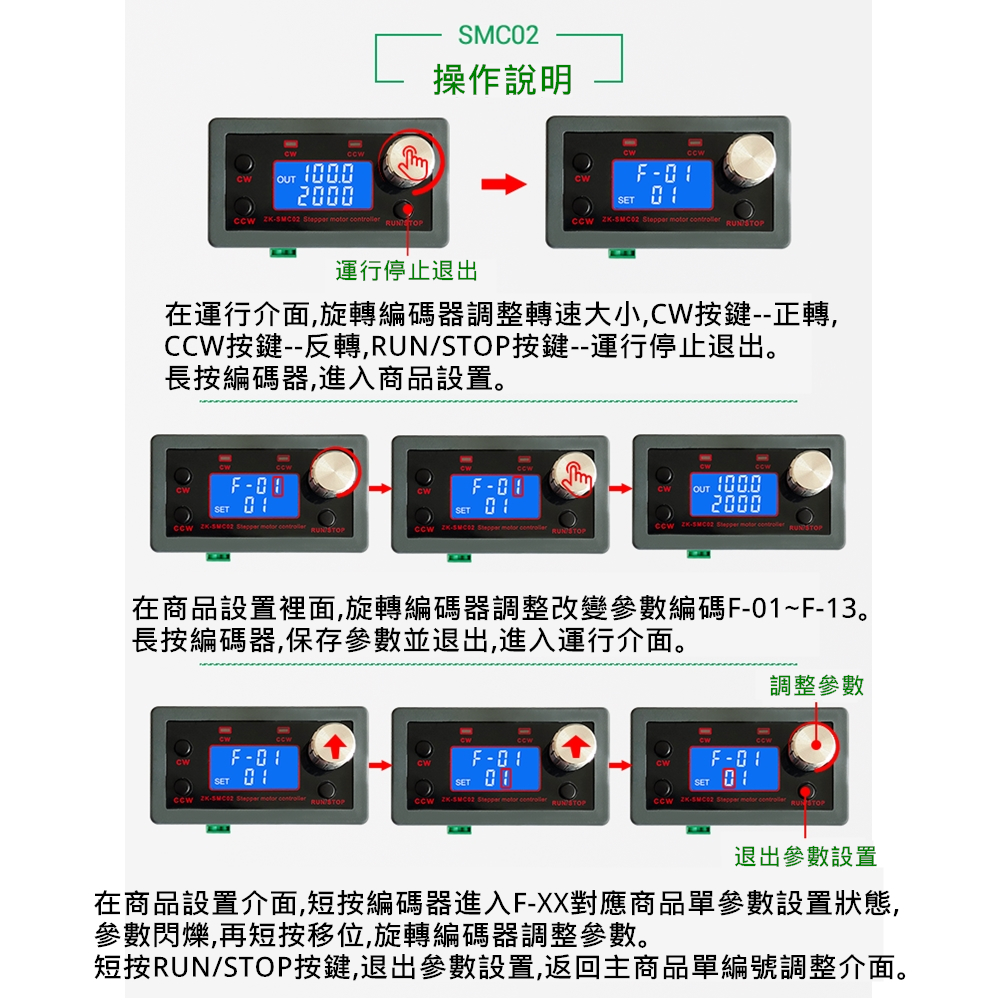 SMC02
操作說明
CW
CCW
CW
OUT 100.0
2000
CCW
ZK-SMC02 Stepper motor controller
RUN/STOP
CW
CCW
CW
F-01
SET 01
CCW
ZK-SMC02 Stepper motor controller
RUN/STOP
運行停止退出
在運行介面,旋轉編碼器調整轉速大小,CW按鍵--正轉,
CCW按鍵--反轉,RUN/STOP按鍵--運行停止退出。
長按編碼器,進入商品設置。
CW
CCW
CW
F-01
SET 01
CCW
ZK-SMC02 Stepper motor controller
RUN/STOP
CW
CCW
CW
F-01
SET 01
CCW
ZK-SMC02 Stepper motor controller
RUN/STOP
CW
CCW
CW
OUT 100.0
2000
CCW
ZK-SMC02 Stepper motor controller
RUN/STOP
在商品設置裡面,旋轉編碼器調整改變參數編碼F-01~F-13。
長按編碼器,保存參數並退出,進入運行介面。
調整參數
CW
CCW
CW
F-01
SET 01
CCW
ZK-SMC02 Stepper motor controller
RUN/STOP
CW
CCW
CW
F-01
SET 01
CCW
ZK-SMC02 Stepper motor controller
RUN/STOP
CW
CCW
CW
F-01
SET 01
CCW
ZK-SMC02 Stepper motor controller
RUN/STOP
退出參數設置
在商品設置介面,短按編碼器進入F-XX對應商品單參數設置狀態,
參數閃爍,再短按移位,旋轉編碼器調整參數。
短按RUN/STOP按鍵,退出參數設置,返回主商品單編號調整介面。